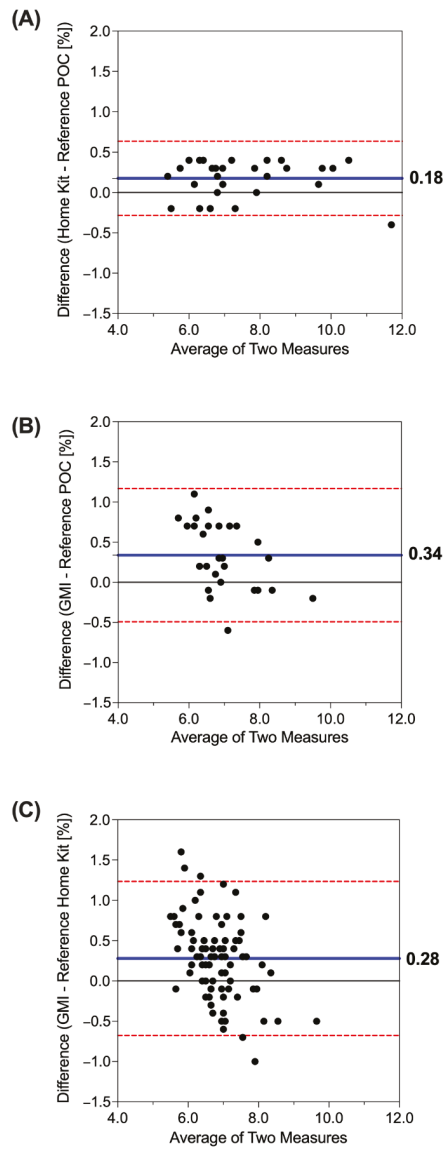 (A)
Difference (Home Kit - Reference POC [%])
2.0
1.5
1.0
0.5
0.0
−0.5
−1.0
−1.5
0.18
4.0 6.0 8.0 10.0 12.0
Average of Two Measures
(B)
Difference (GMI - Reference POC [%])
2.0
1.5
1.0
0.5
0.0
−0.5
−1.0
−1.5
0.34
4.0 6.0 8.0 10.0 12.0
Average of Two Measures
(C)
Difference (GMI - Reference Home Kit [%])
2.0
1.5
1.0
0.5
0.0
−0.5
−1.0
−1.5
0.28
4.0 6.0 8.0 10.0 12.0
Average of Two Measures